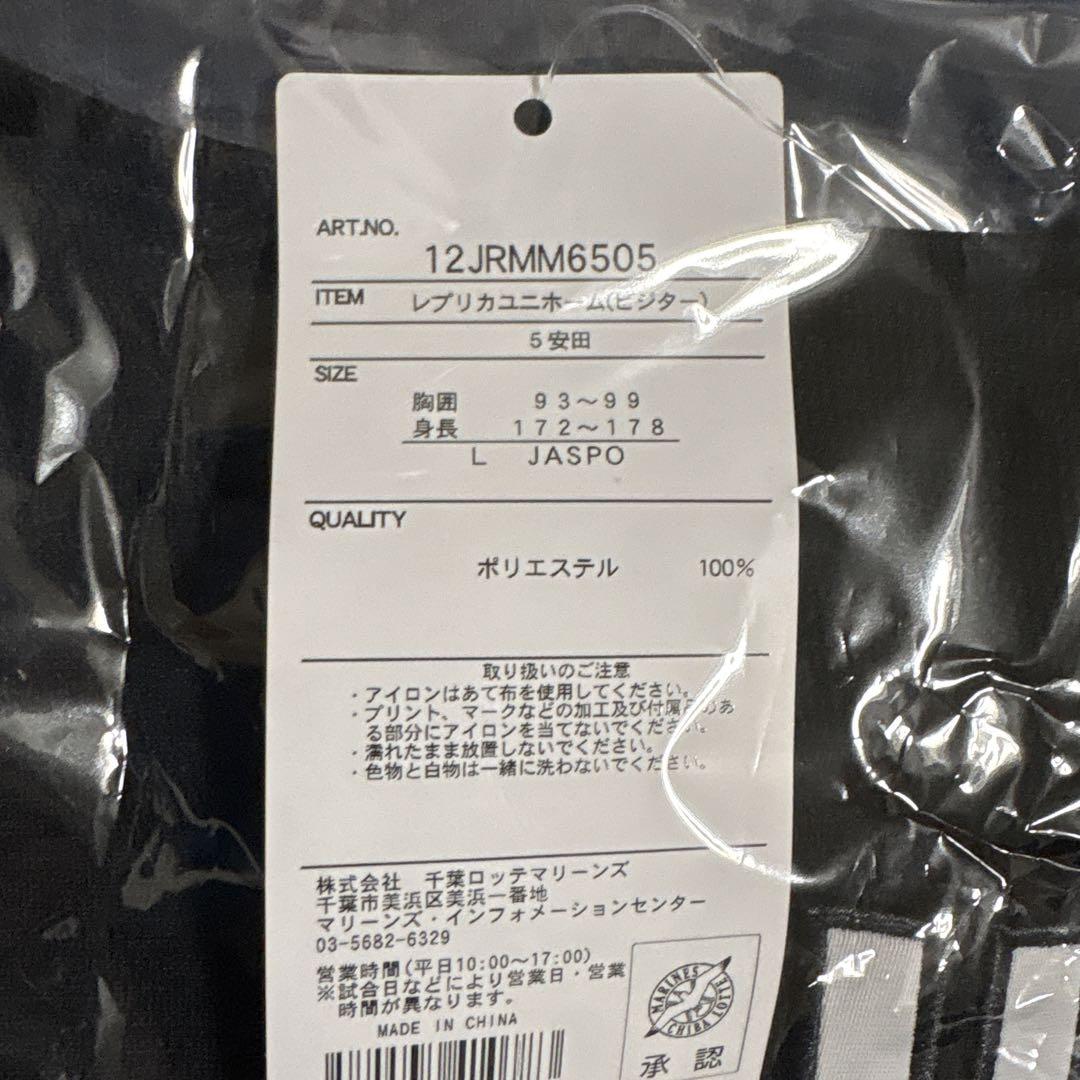 ART.NO.
12JRMM6505
ITEM
レプリカユニホーム(ビジター)
5安田
SIZE
胸囲 93～99
身長 172～178
L JASPO
QUALITY
ポリエステル 100%
取り扱いのご注意
・アイロンはあて布を使用してください。
・プリント、マークなどの加工及び付属品のあ
る部分にアイロンを当てないでください。
・濡れたまま放置しないでください。
・色物と白物は一緒に洗わないでください。
株式会社 千葉ロッテマリーンズ
千葉市美浜区美浜一番地
マリーンズ・インフォメーションセンター
03-5682-6329
営業時間(平日10:00～17:00)
※試合日などにより営業日・営業
時間が異なります。
MADE IN CHINA
MARINES
CHIBA LOTTE
承認